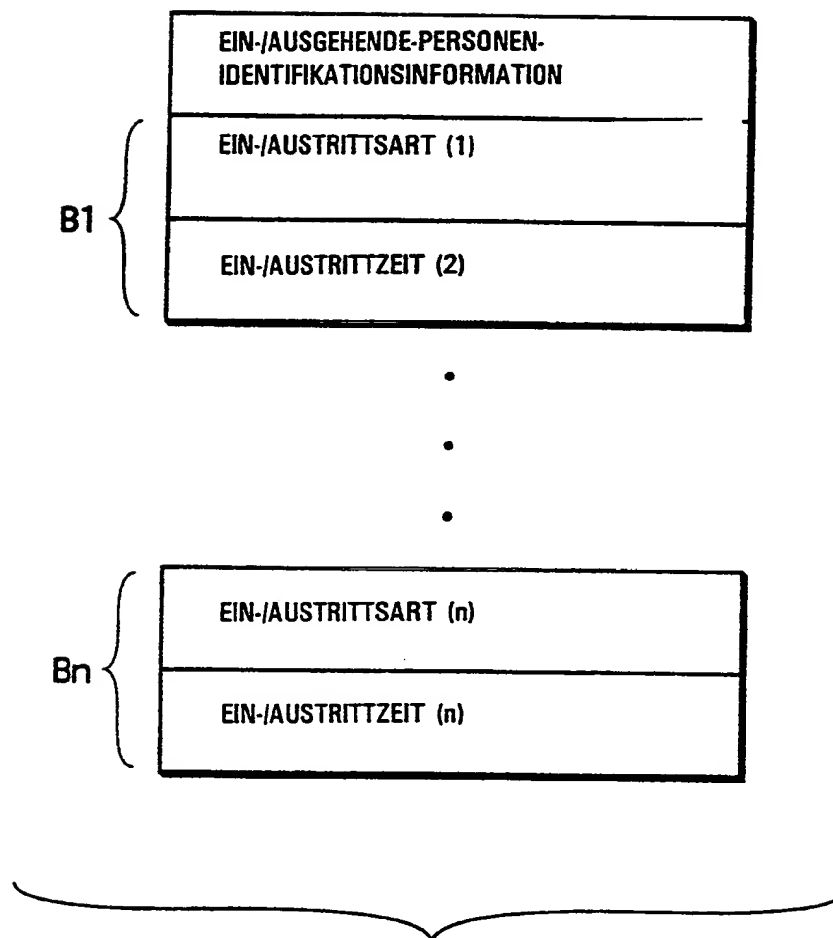 EIN-/AUSGEHENDE-PERSONEN-
IDENTIFIKATIONSINFORMATION
B1
EIN-/AUSTRITTSART (1)
EIN-/AUSTRITTZEIT (2)
Bn
EIN-/AUSTRITTSART (n)
EIN-/AUSTRITTZEIT (n)